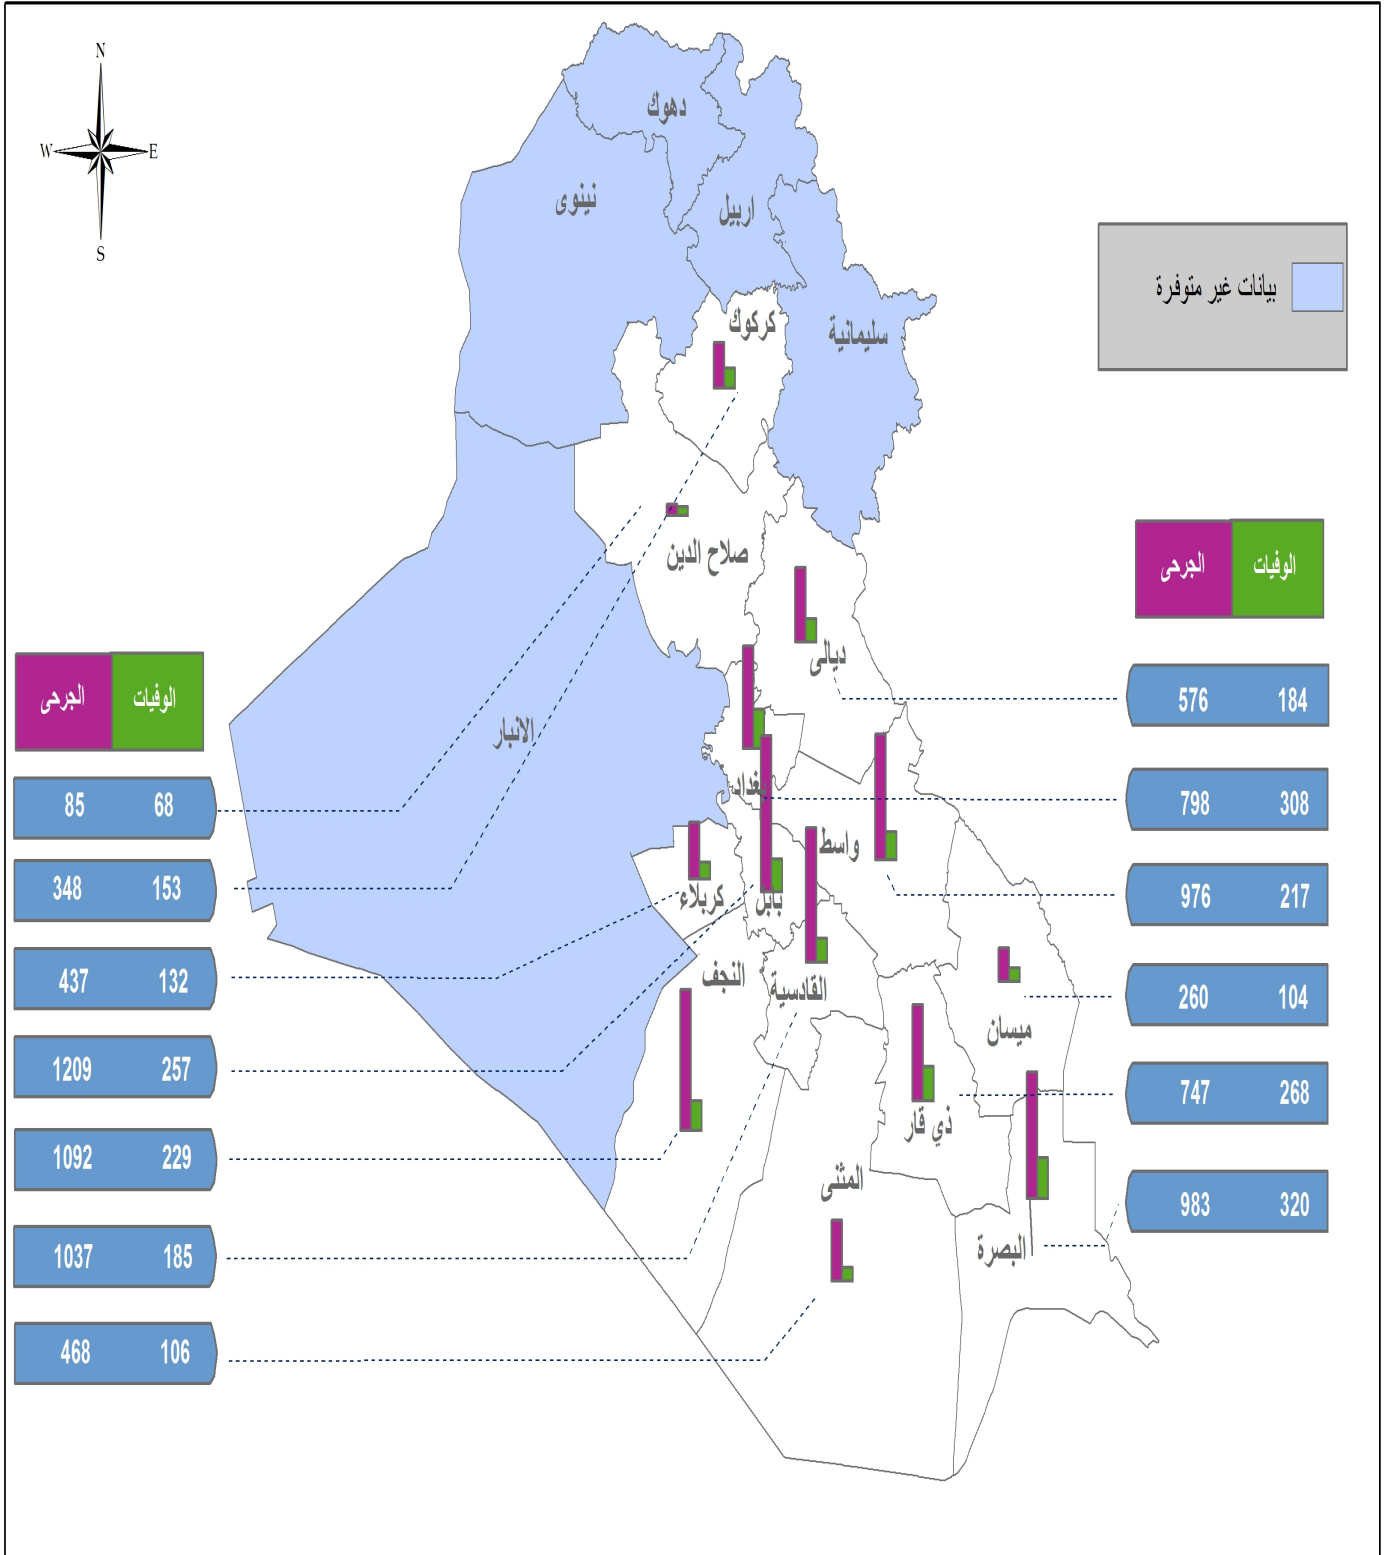 N
W E
S
دهوك
نينوى
اربيل
سليمانية
كركوك
بيانات غير متوفرة
صلاح الدين
ديالى
الانبار
بغداد
واسط
كربلاء
بابل
النجف
القادسية
ميسان
ذي قار
المثنى
البصرة
الجرحى الوفيات
576 184
798 308
976 217
260 104
747 268
983 320
الجرحى الوفيات
85 68
348 153
437 132
1209 257
1092 229
1037 185
468 106